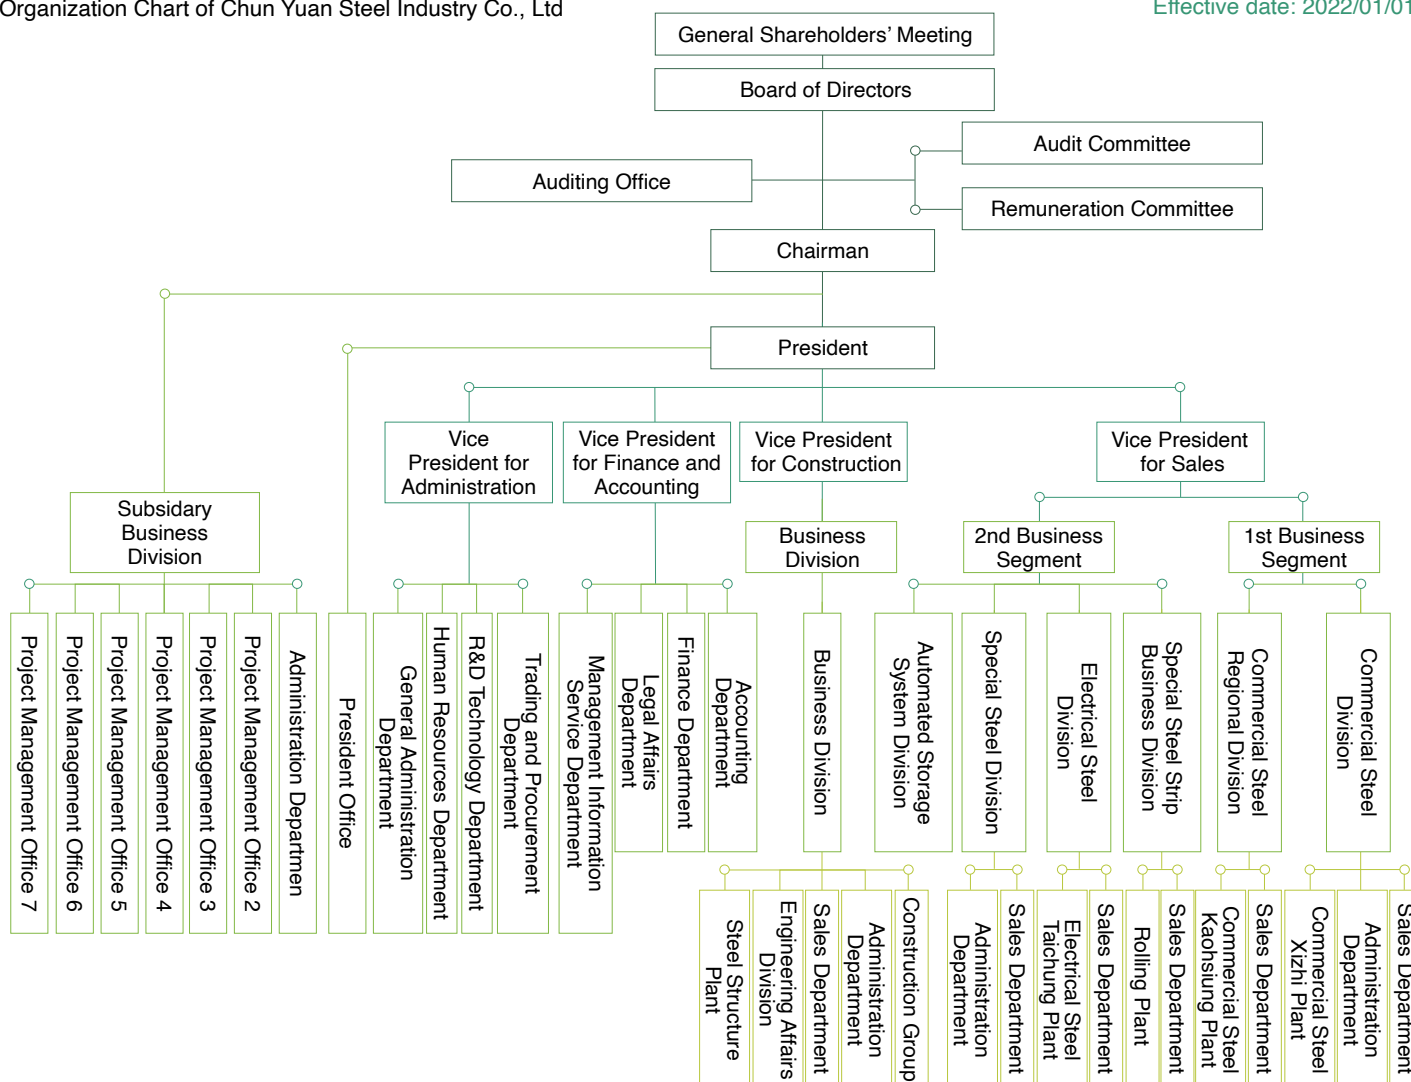 Organization Chart of Chun Yuan Steel Industry Co., Ltd
Effective date: 2022/01/01
General Shareholders' Meeting
Board of Directors
Audit Committee
Auditing Office
Remuneration Committee
Chairman
President
Vice
President for
Administration
Vice President
for Finance and
Accounting
Vice President
for Construction
Vice President
for Sales
Subsidary
Business
Division
Business
Division
2nd Business
Segment
1st Business
Segment
Project Management Office 7
Project Management Office 6
Project Management Office 5
Project Management Office 4
Project Management Office 3
Project Management Office 2
Administration Departmen
President Office
General Administration
Department
Human Resources Department
R&D Technology Department
Trading and Procurement
Department
Management Information
Service Department
Legal Affairs
Department
Finance Department
Accounting
Department
Business Division
Automated Storage
System Division
Special Steel Division
Electrical Steel
Division
Special Steel Strip
Business Division
Commercial Steel
Regional Division
Commercial Steel
Division
Steel Structure
Plant
Engineering Affairs
Division
Sales Department
Administration
Department
Construction Group
Administration
Department
Sales Department
Electrical Steel
Taichung Plant
Sales Department
Rolling Plant
Sales Department
Commercial Steel
Kaohsiung Plant
Sales Department
Commercial Steel
Xizhi Plant
Administration
Department
Sales Department